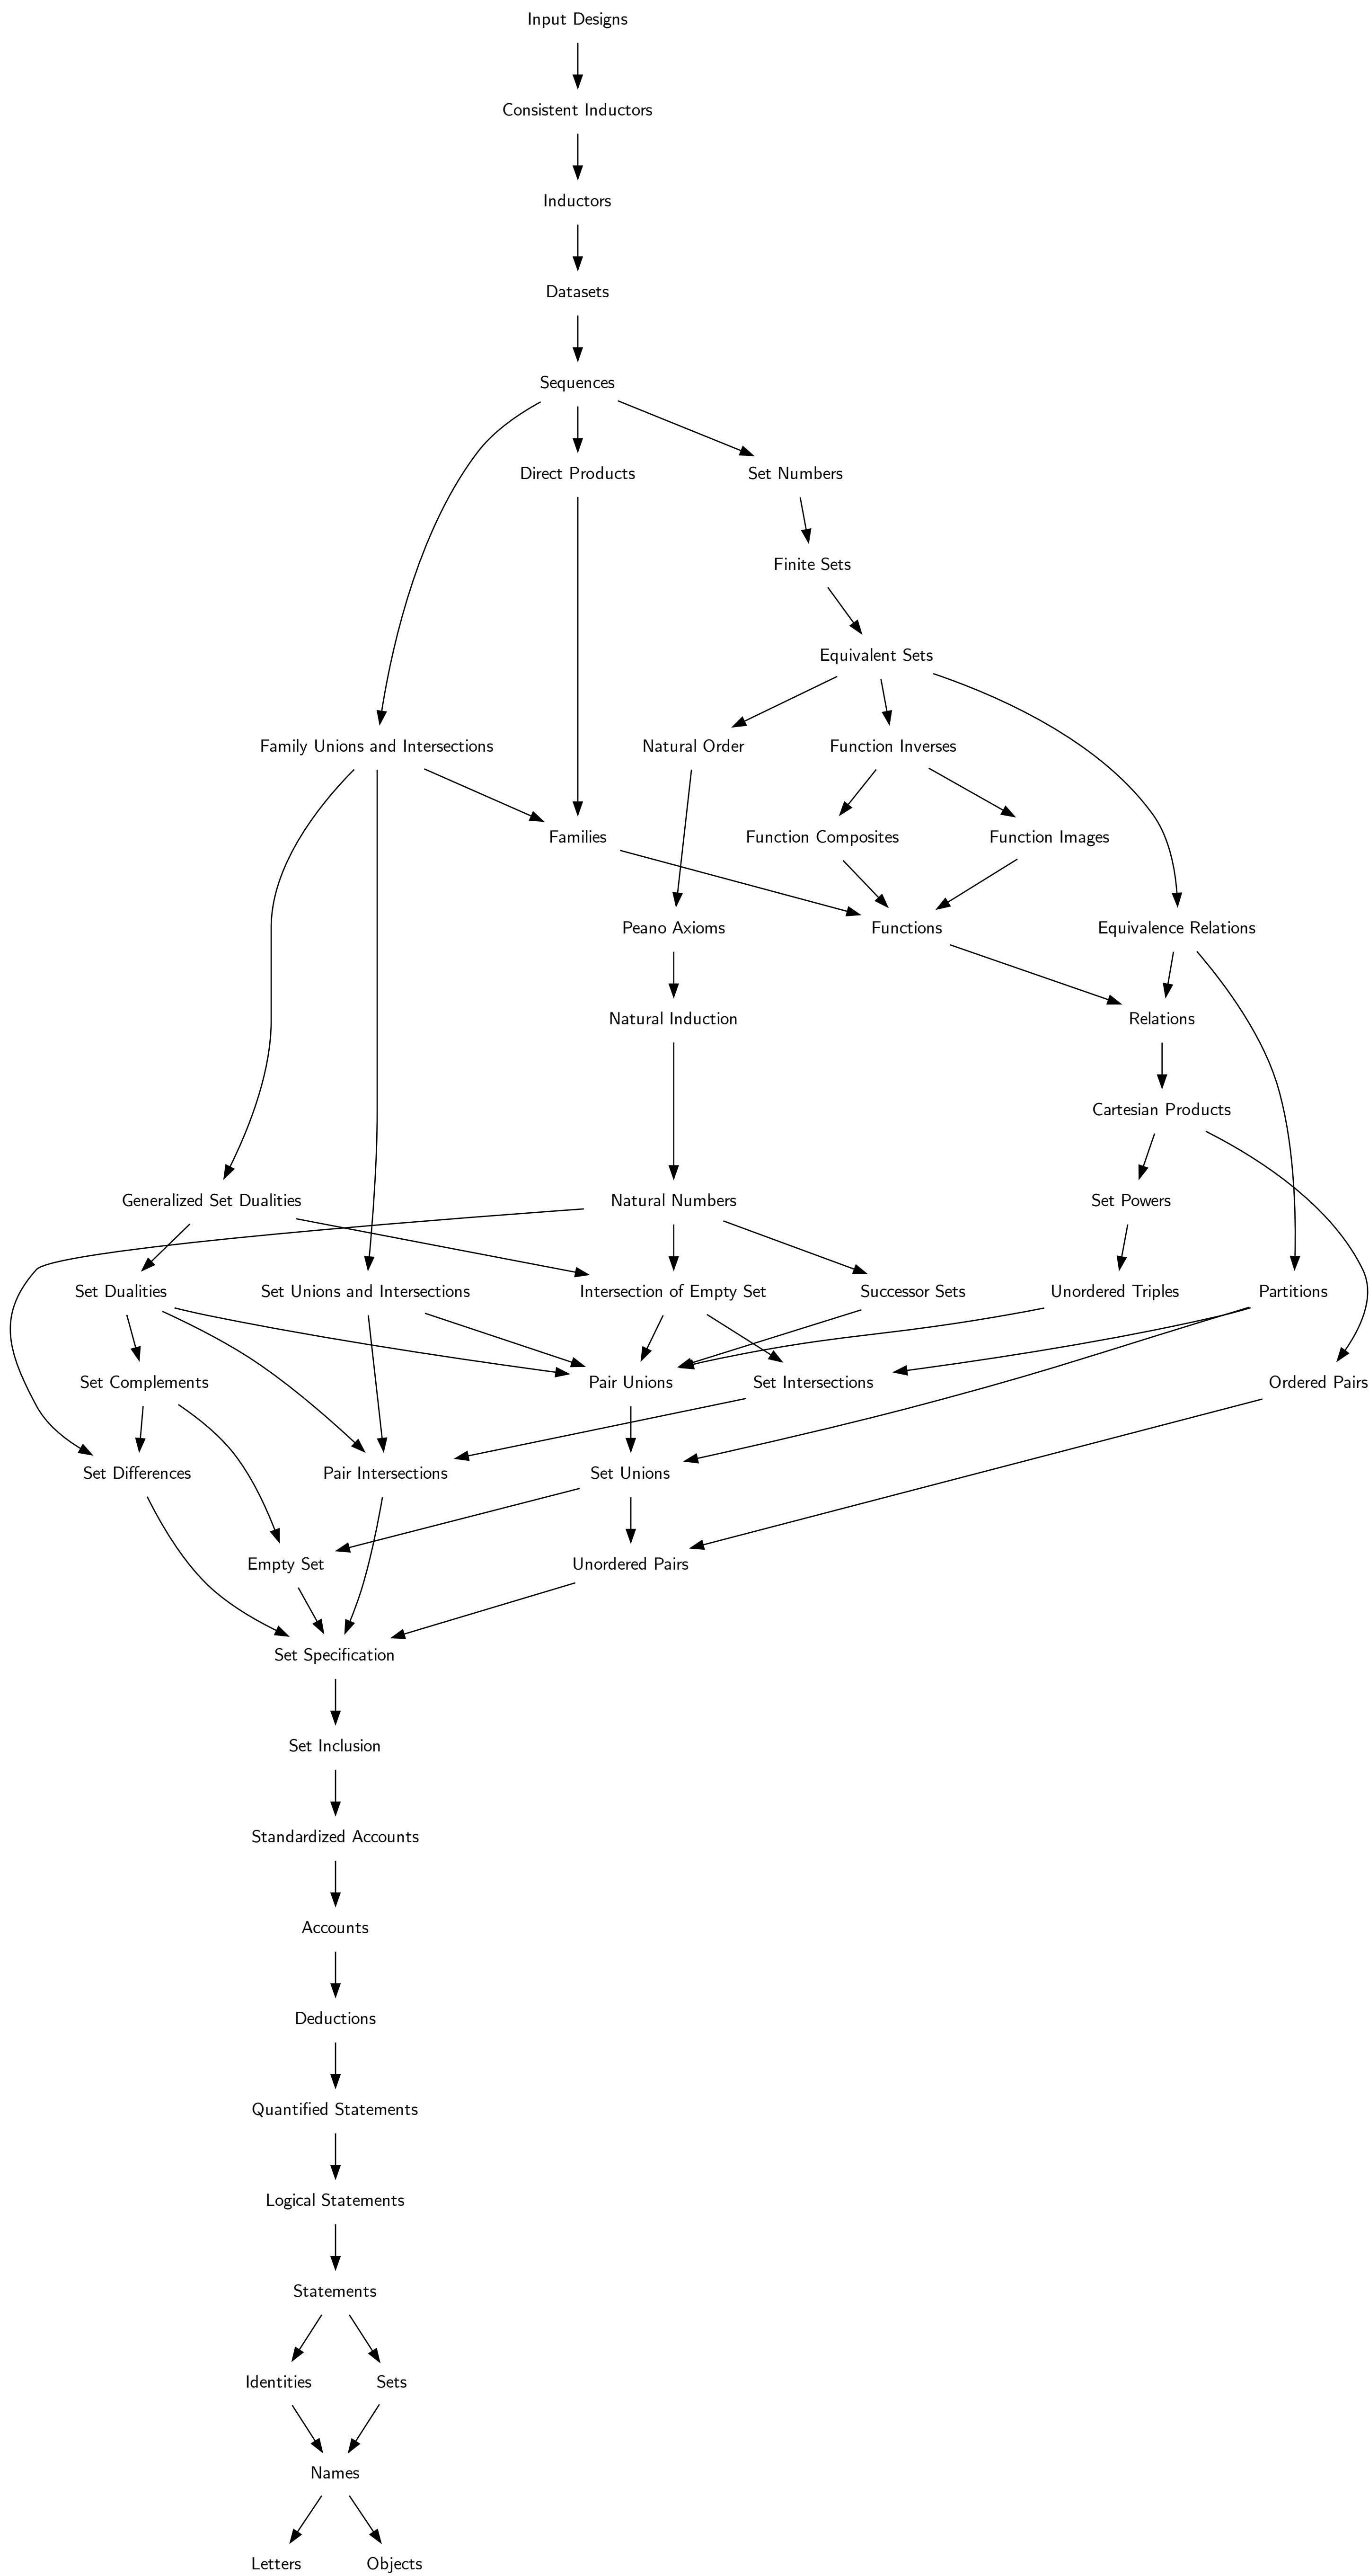 Input Designs
Consistent Inductors
Inductors
Datasets
Sequences
Direct Products
Set Numbers
Finite Sets
Equivalent Sets
Family Unions and Intersections
Natural Order
Function Inverses
Families
Function Composites
Function Images
Peano Axioms
Functions
Equivalence Relations
Natural Induction
Relations
Cartesian Products
Generalized Set Dualities
Natural Numbers
Set Powers
Set Dualities
Set Unions and Intersections
Intersection of Empty Set
Successor Sets
Unordered Triples
Partitions
Set Complements
Pair Unions
Set Intersections
Ordered Pairs
Set Differences
Pair Intersections
Set Unions
Empty Set
Unordered Pairs
Set Specification
Set Inclusion
Standardized Accounts
Accounts
Deductions
Quantified Statements
Logical Statements
Statements
Identities
Sets
Names
Letters
Objects